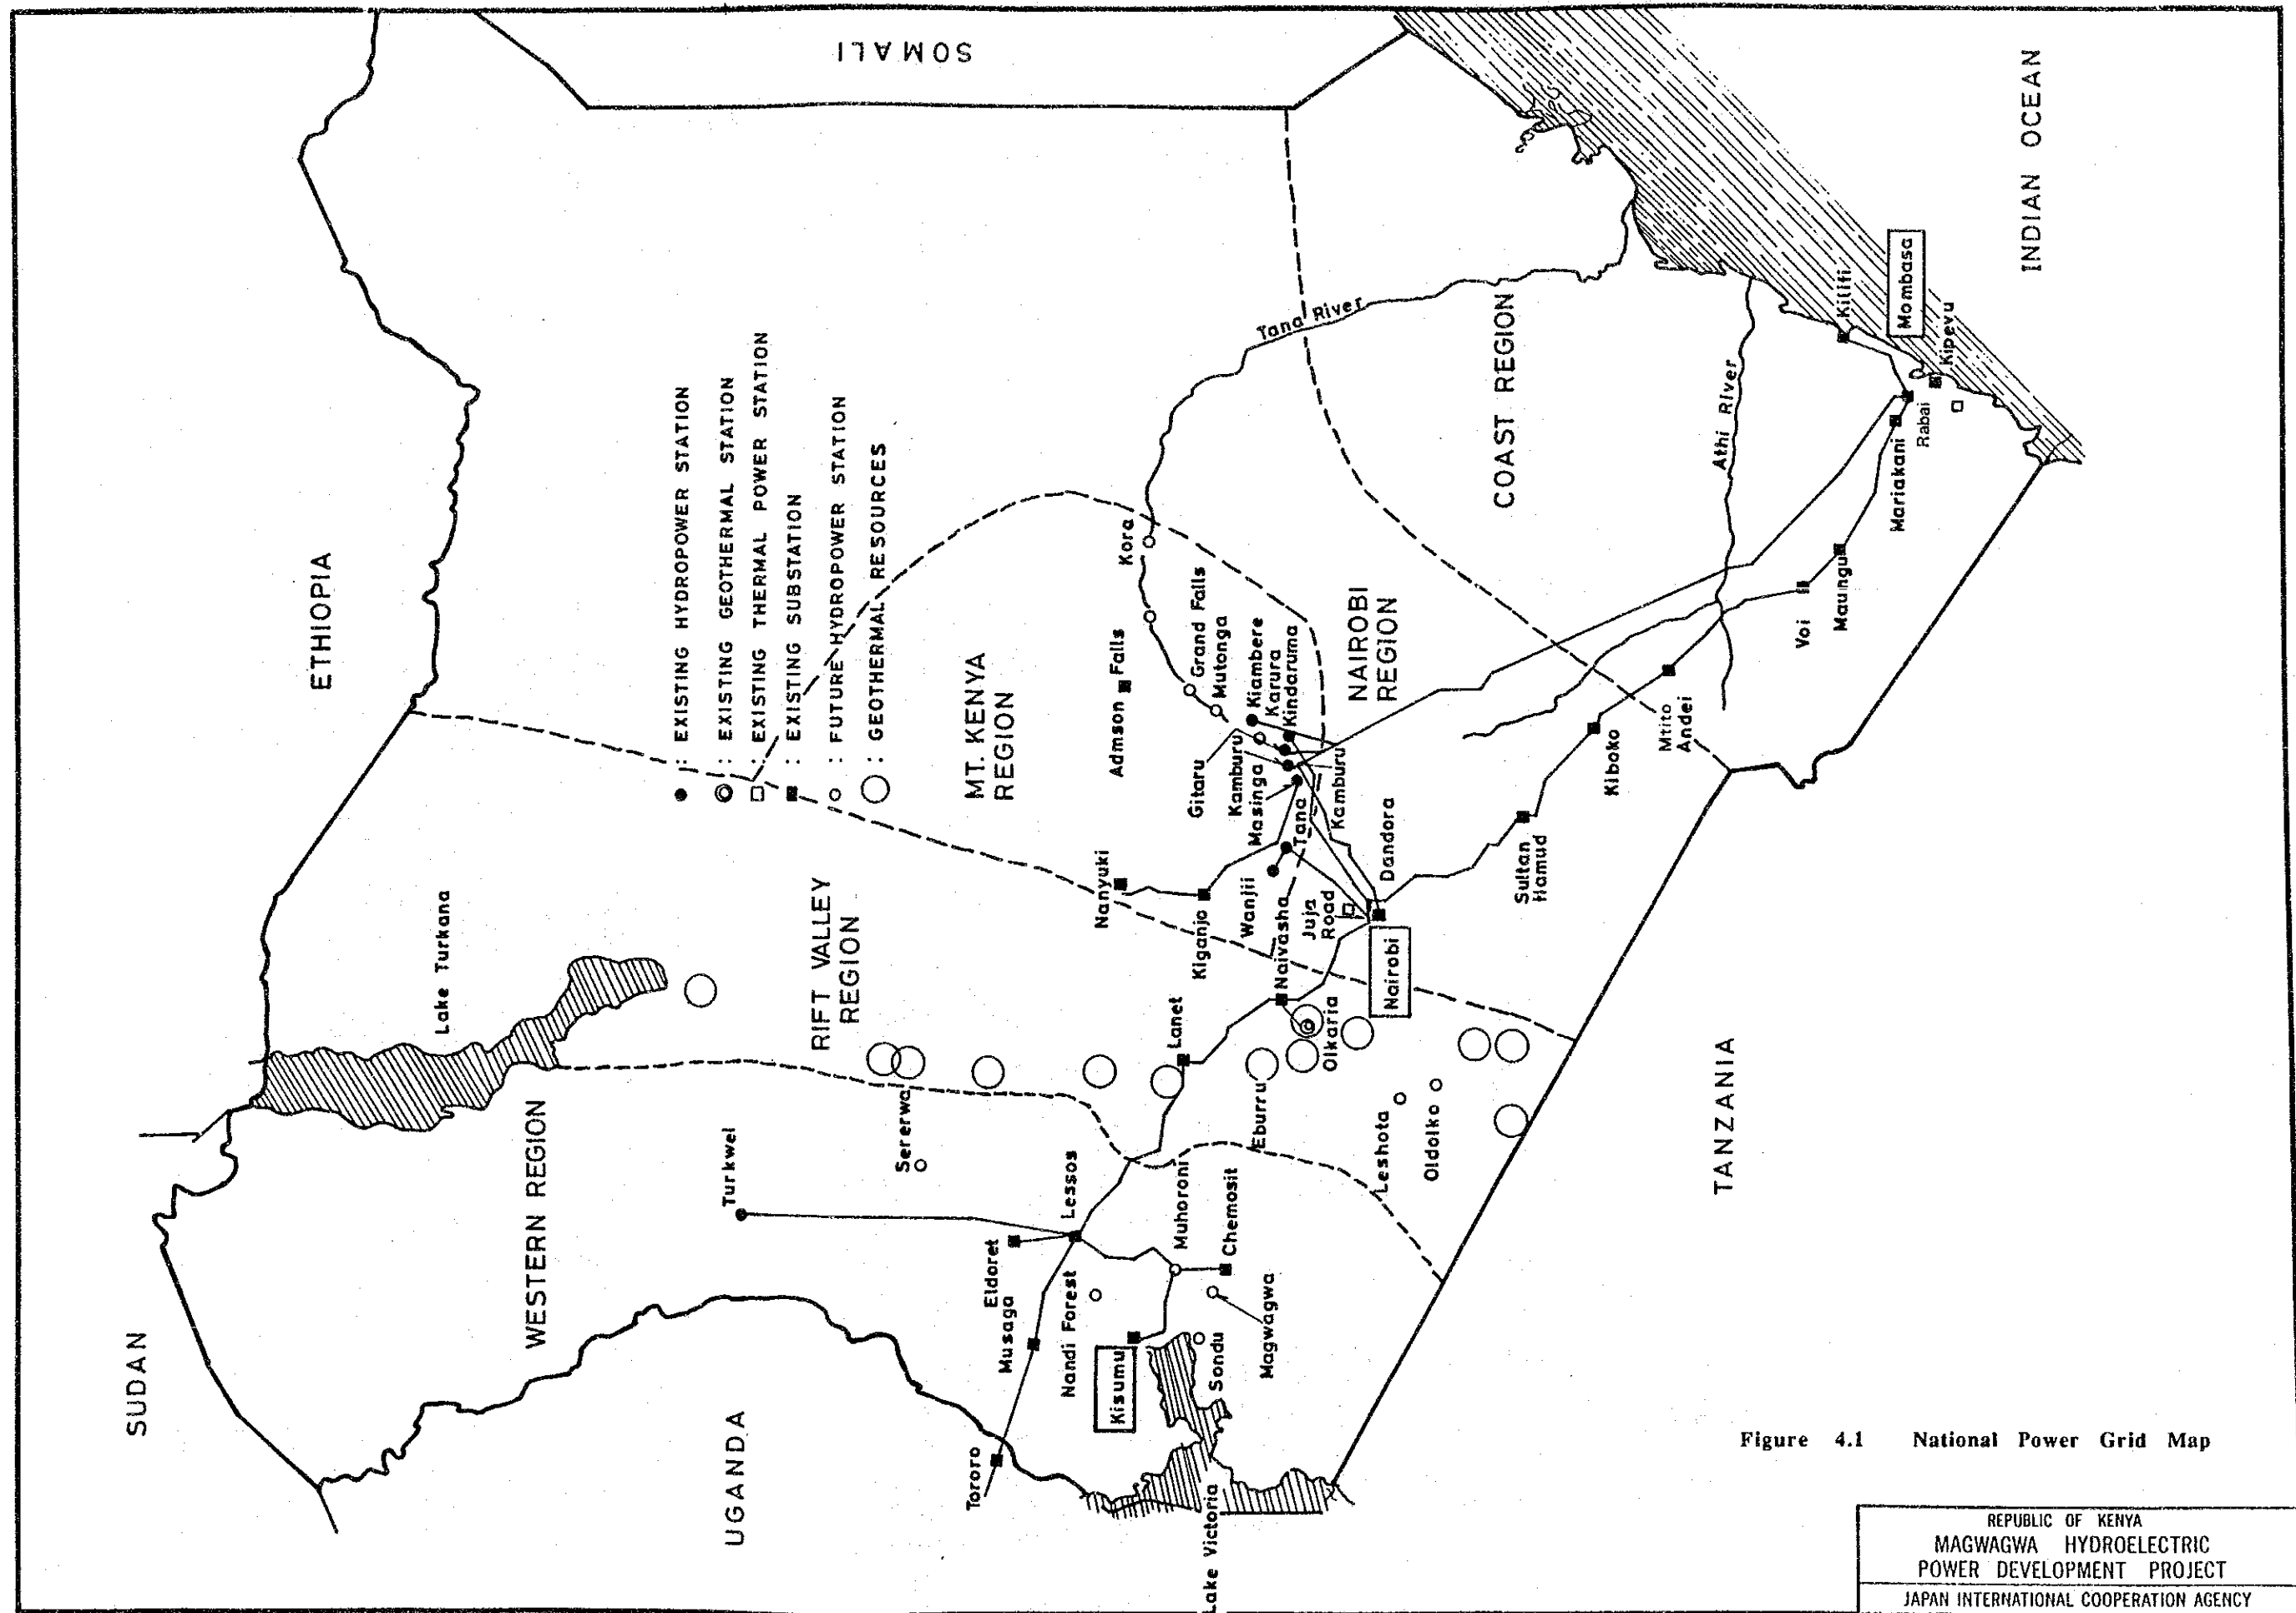 SUDAN
ETHIOPIA
SOMALI
UGANDA
TANZANIA
INDIAN OCEAN
Lake Turkana
Lake Victoria
WESTERN REGION
RIFT VALLEY
REGION
MT. KENYA
REGION
NAIROBI
REGION
COAST REGION
● : EXISTING HYDROPOWER STATION
◎ : EXISTING GEOTHERMAL STATION
□ : EXISTING THERMAL POWER STATION
■ : EXISTING SUBSTATION
○ : FUTURE HYDROPOWER STATION
◯ : GEOTHERMAL RESOURCES
Turkwel
Sererwa
Lessos
Eldoret
Musaga
Tororo
Nandi Forest
Kisumu
Muhoroni
Chemosit
Sondu
Magwagwa
Lanet
Eburru
Olkaria
Naivasha
Leshota
Oldolko
Nanyuki
Kiganjo
Wanjii
Tana
Juja
Road
Nairobi
Dandora
Admson Falls
Kora
Grand Falls
Mutonga
Kiambere
Karura
Kindaruma
Gitaru
Kamburu
Masinga
Kamburu
Tana River
Athi River
Sultan
Hamud
Kiboko
Mtito
Andei
Voi
Maungu
Mariakani
Rabai
Kipevu
Mombasa
Kilifi
Figure 4.1 National Power Grid Map
REPUBLIC OF KENYA
MAGWAGWA HYDROELECTRIC
POWER DEVELOPMENT PROJECT
JAPAN INTERNATIONAL COOPERATION AGENCY